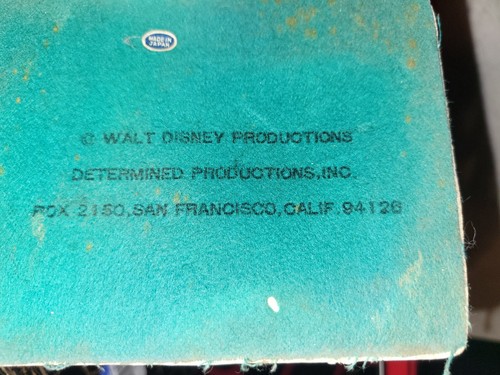 MADE IN
JAPAN
© WALT DISNEY PRODUCTIONS
DETERMINED PRODUCTIONS, INC.
BOX 2150, SAN FRANCISCO, CALIF. 94126